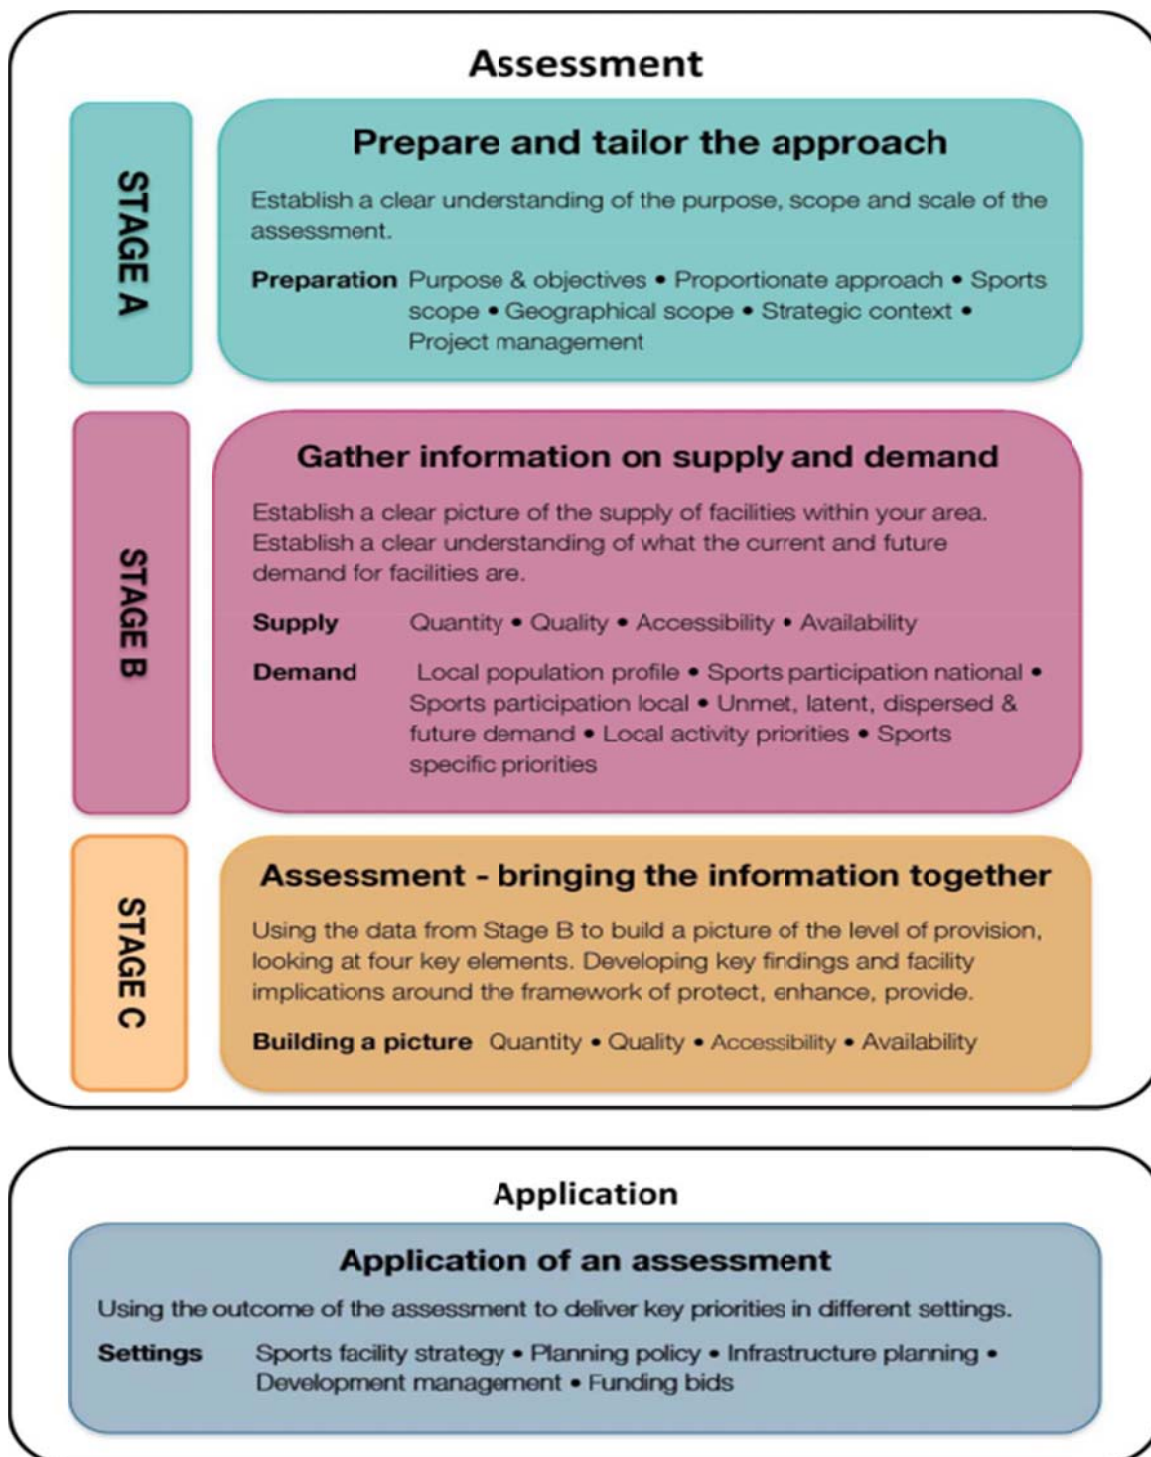 Assessment
STAGE A
Prepare and tailor the approach
Establish a clear understanding of the purpose, scope and scale of the
assessment.
Preparation Purpose & objectives • Proportionate approach • Sports
scope • Geographical scope • Strategic context •
Project management
STAGE B
Gather information on supply and demand
Establish a clear picture of the supply of facilities within your area.
Establish a clear understanding of what the current and future
demand for facilities are.
Supply Quantity • Quality • Accessibility • Availability
Demand Local population profile • Sports participation national •
Sports participation local • Unmet, latent, dispersed &
future demand • Local activity priorities • Sports
specific priorities
STAGE C
Assessment - bringing the information together
Using the data from Stage B to build a picture of the level of provision,
looking at four key elements. Developing key findings and facility
implications around the framework of protect, enhance, provide.
Building a picture Quantity • Quality • Accessibility • Availability
Application
Application of an assessment
Using the outcome of the assessment to deliver key priorities in different settings.
Settings Sports facility strategy • Planning policy • Infrastructure planning •
Development management • Funding bids